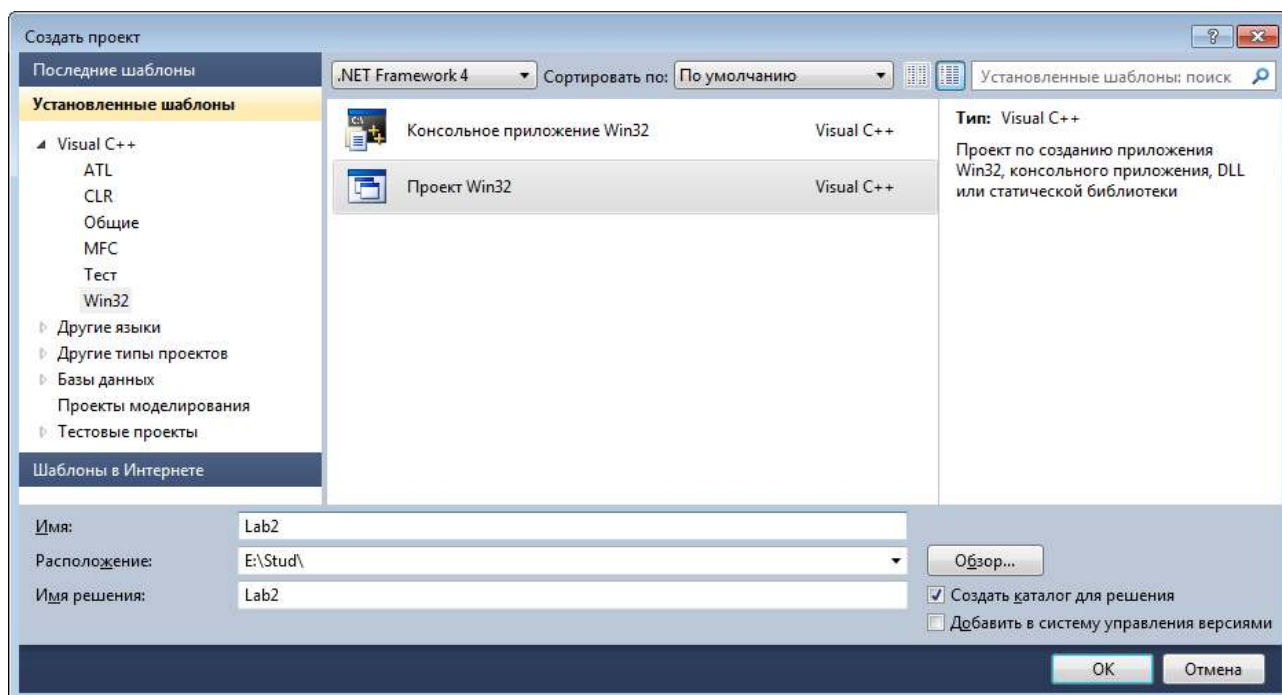 Создать проект
Последние шаблоны
.NET Framework 4
Сортировать по:
По умолчанию
Установленные шаблоны: поиск
Установленные шаблоны
Visual C++
ATL
CLR
Общие
MFC
Тест
Win32
Другие языки
Другие типы проектов
Базы данных
Проекты моделирования
Тестовые проекты
Шаблоны в Интернете
Консольное приложение Win32
Visual C++
Проект Win32
Visual C++
Тип: Visual C++
Проект по созданию приложения
Win32, консольного приложения, DLL
или статической библиотеки
Имя:
Lab2
Расположение:
E:\Stud\
Обзор...
Имя решения:
Lab2
Создать каталог для решения
Добавить в систему управления версиями
OK
Отмена